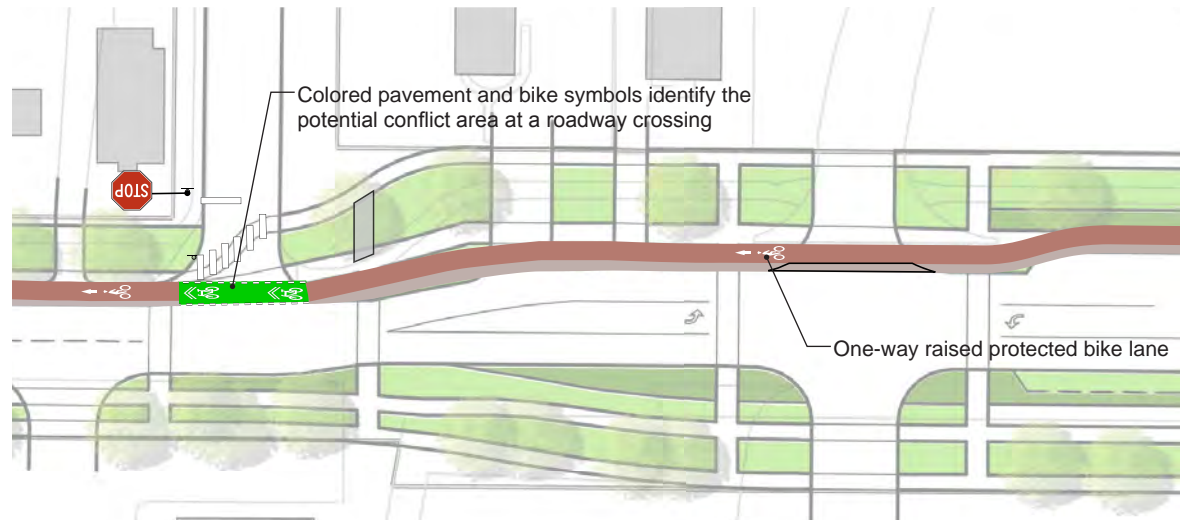 Colored pavement and bike symbols identify the
potential conflict area at a roadway crossing
STOP
One-way raised protected bike lane